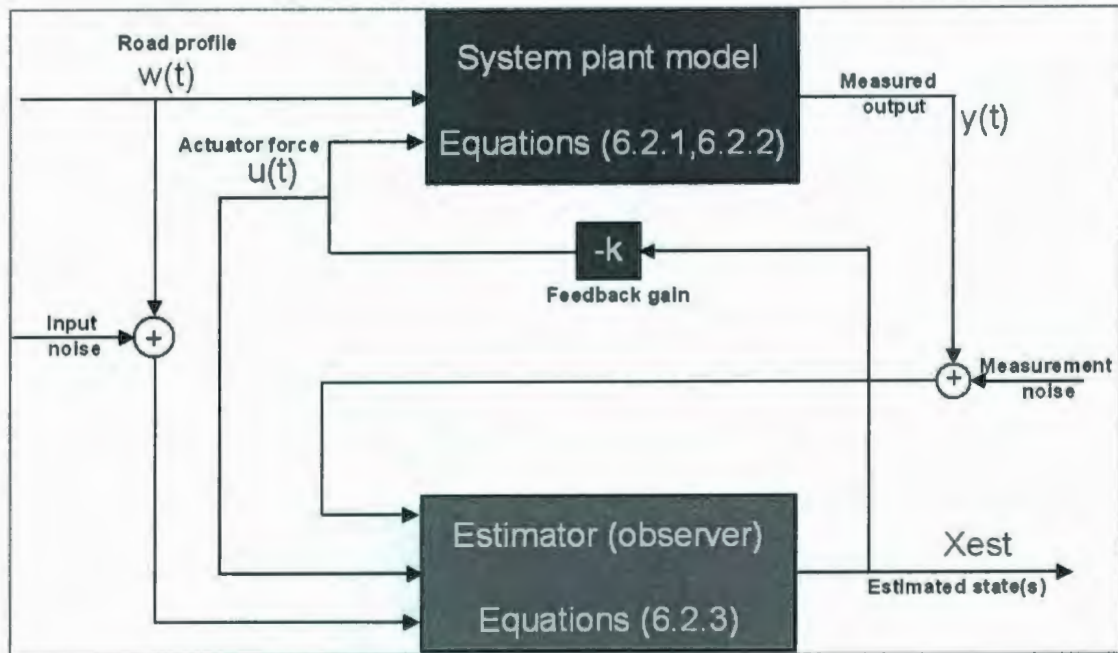 Road profile
w(t)
System plant model
Equations (6.2.1,6.2.2)
Measured
output
y(t)
Actuator force
u(t)
-k
Feedback gain
Input
noise
+
+
Measurement
noise
Estimator (observer)
Equations (6.2.3)
Xest
Estimated state(s)